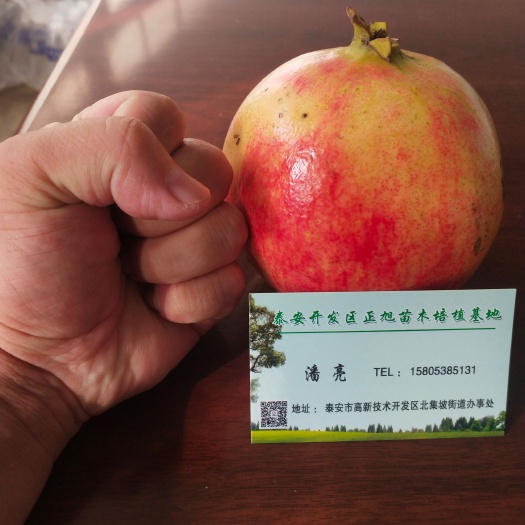 泰安开发区正旭苗木培植基地
潘亮 TEL： 15805385131
地址： 泰安市高新技术开发区北集坡街道办事处